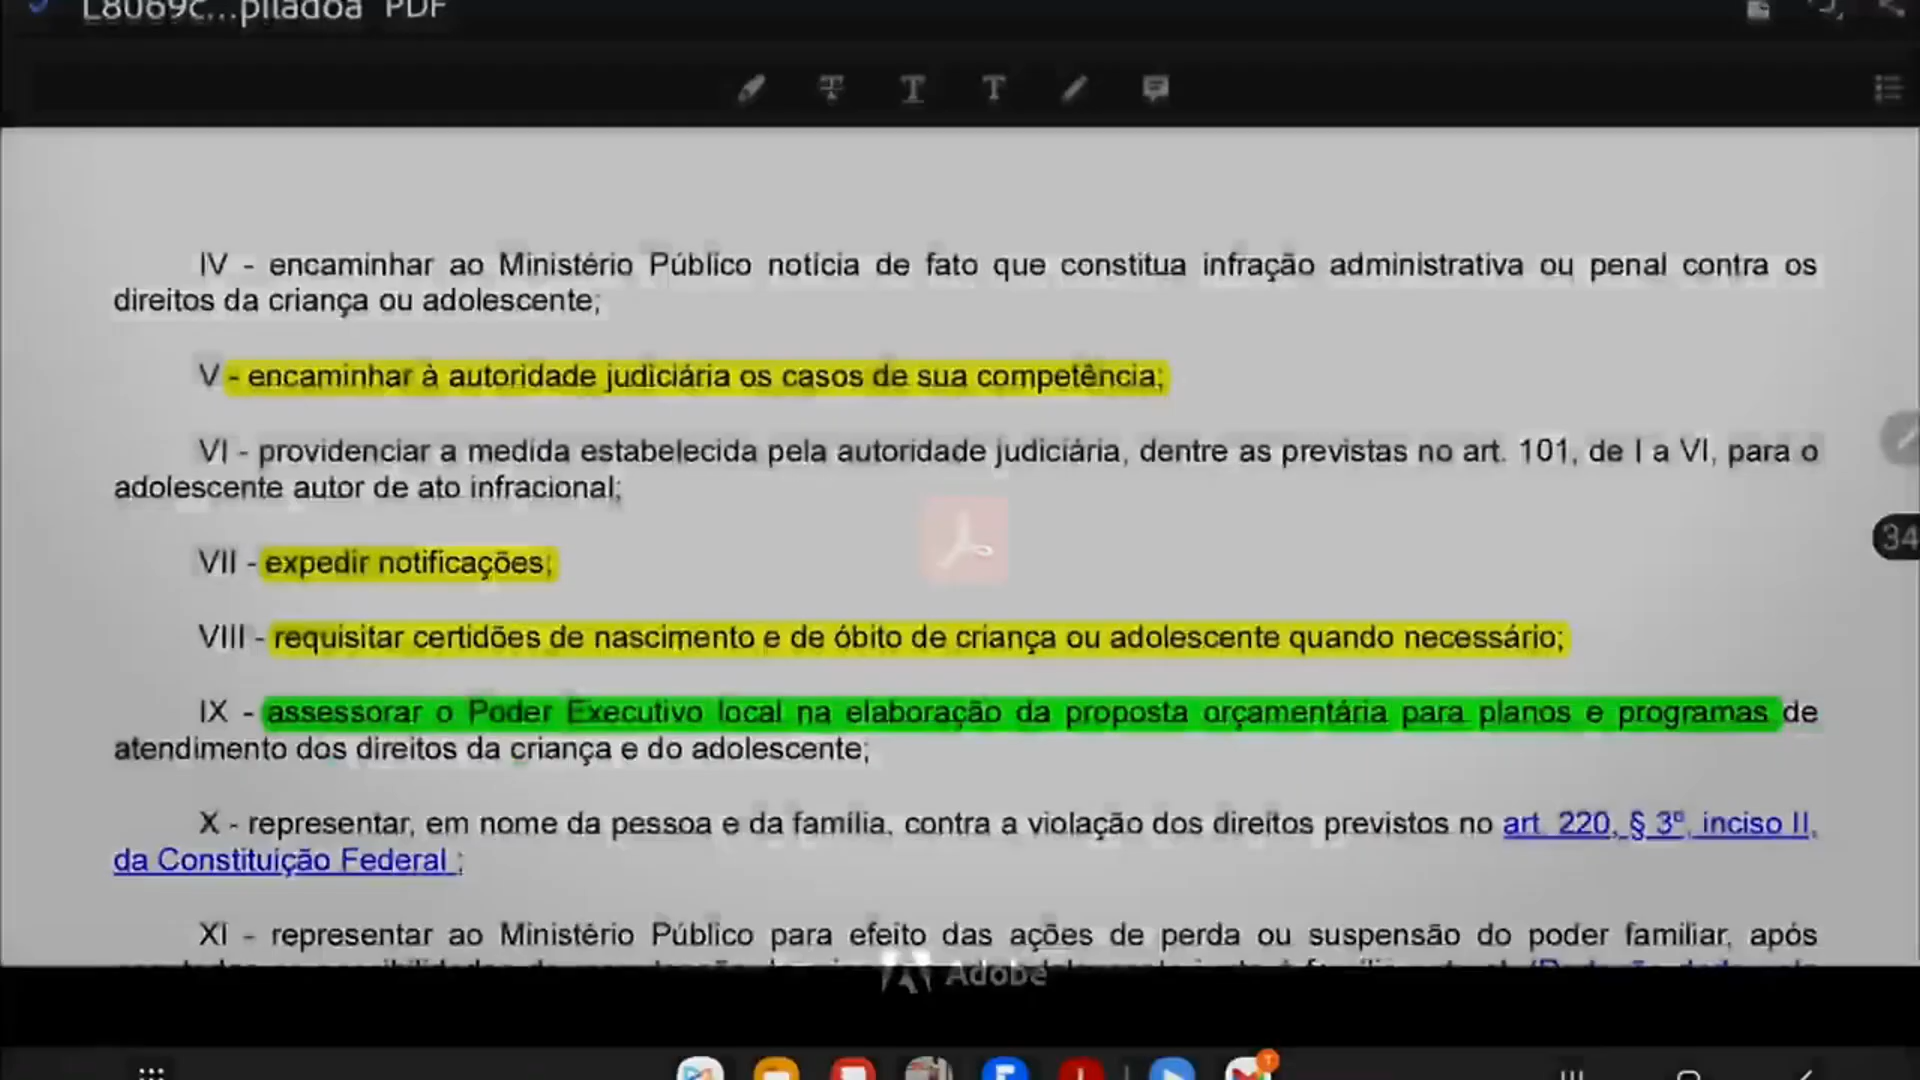 L8069c...piladoa PDF
IV - encaminhar ao Ministério Público notícia de fato que constitua infração administrativa ou penal contra os
direitos da criança ou adolescente;
V - encaminhar à autoridade judiciária os casos de sua competência;
VI - providenciar a medida estabelecida pela autoridade judiciária, dentre as previstas no art. 101, de I a VI, para o
adolescente autor de ato infracional;
VII - expedir notificações;
34
VIII - requisitar certidões de nascimento e de óbito de criança ou adolescente quando necessário;
IX - assessorar o Poder Executivo local na elaboração da proposta orçamentária para planos e programas de
atendimento dos direitos da criança e do adolescente;
X - representar, em nome da pessoa e da família, contra a violação dos direitos previstos no art. 220, § 3º, inciso II,
da Constituição Federal ;
XI - representar ao Ministério Público para efeito das ações de perda ou suspensão do poder familiar, após
Adobe